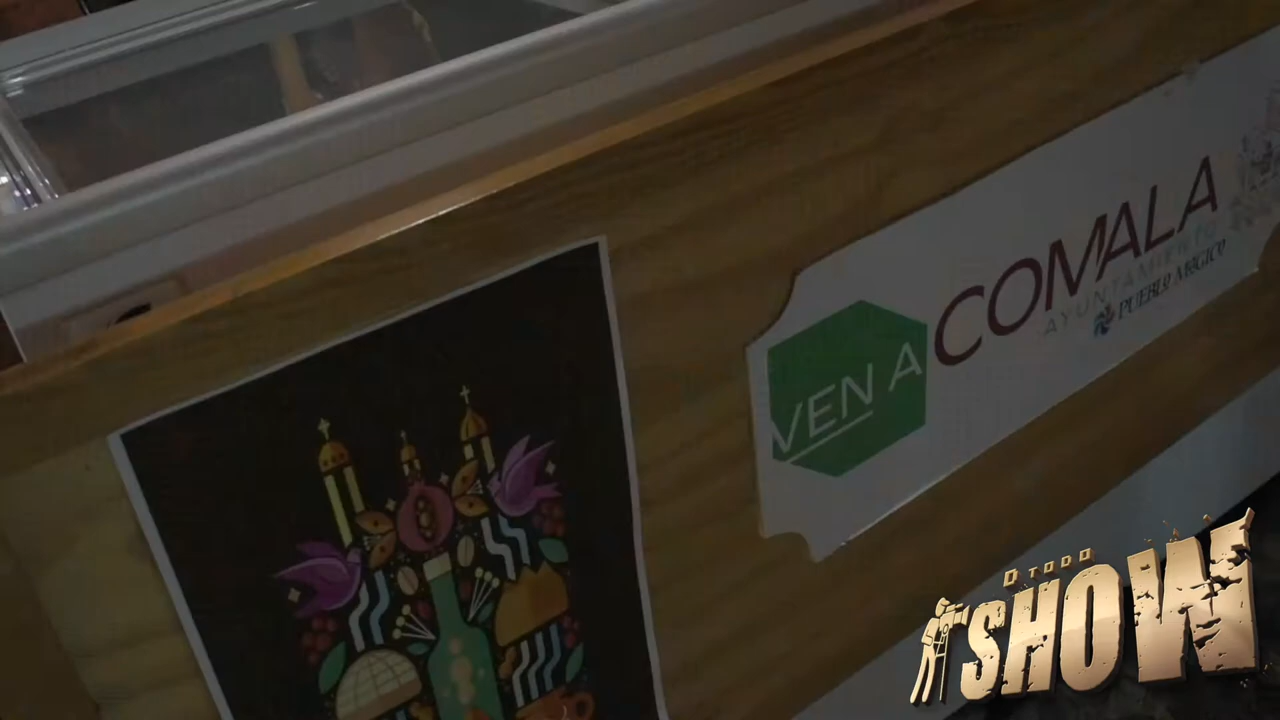 VEN A
COMALA
AYUNTAMIENTO
PUEBLO MÁGICO
D TODO
SHOW